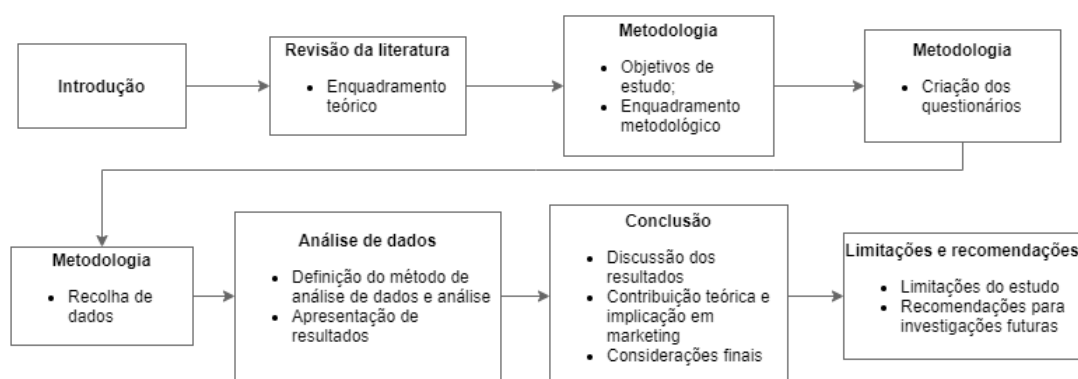 Introdução
Revisão da literatura
• Enquadramento
teórico
Metodologia
• Objetivos de
estudo;
• Enquadramento
metodológico
Metodologia
• Criação dos
questionários
Metodologia
• Recolha de
dados
Análise de dados
• Definição do método de
análise de dados e análise
• Apresentação de
resultados
Conclusão
• Discussão dos
resultados
• Contribuição teórica e
implicação em
marketing
• Considerações finais
Limitações e recomendações
• Limitações do estudo
• Recomendações para
investigações futuras